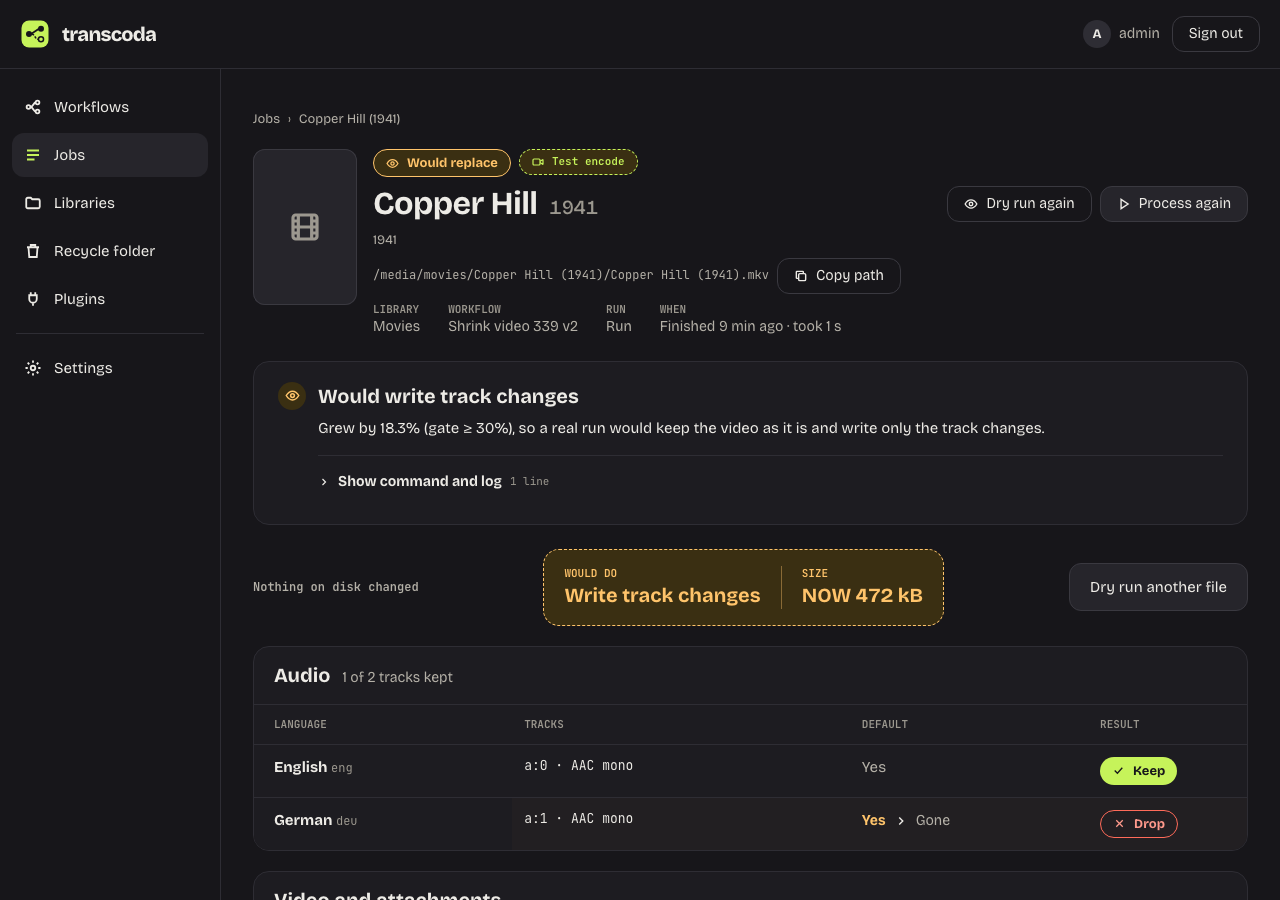 transcoda
A admin Sign out
Workflows
Jobs
Libraries
Recycle folder
Plugins
Settings
Jobs › Copper Hill (1941)
Would replace Test encode
Copper Hill 1941
1941
Dry run again Process again
/media/movies/Copper Hill (1941)/Copper Hill (1941).mkv Copy path
LIBRARY WORKFLOW RUN WHEN
Movies Shrink video 339 v2 Run Finished 9 min ago · took 1 s
Would write track changes
Grew by 18.3% (gate ≥ 30%), so a real run would keep the video as it is and write only the track changes.
Show command and log 1 line
Nothing on disk changed
WOULD DO SIZE
Write track changes NOW 472 kB
Dry run another file
Audio 1 of 2 tracks kept
LANGUAGE TRACKS DEFAULT RESULT
English eng a:0 · AAC mono Yes Keep
German deu a:1 · AAC mono Yes › Gone Drop
Video and attachments